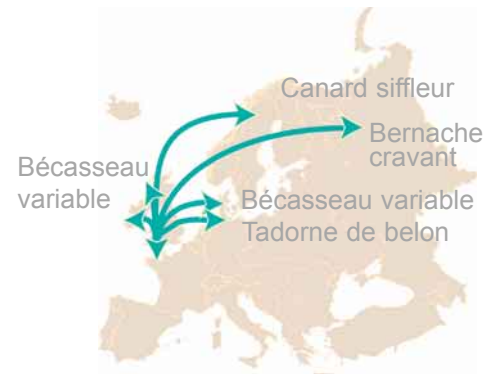 Canard siffleur
Bernache
cravant
Bécasseau
variable
Bécasseau variable
Tadorne de belon